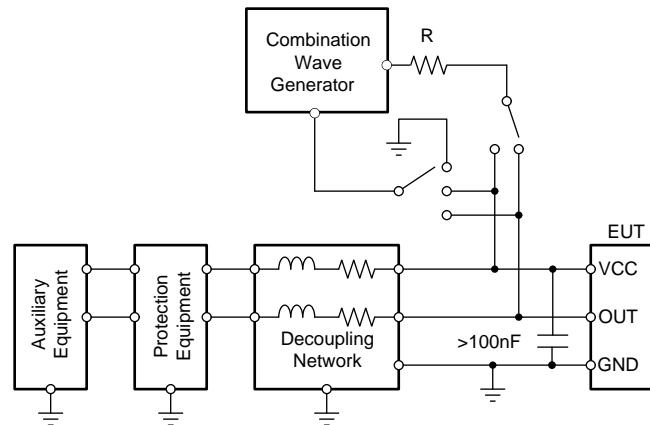 Combination
Wave
Generator
R
EUT
Auxiliary
Equipment
Protection
Equipment
Decoupling
Network
>100nF
VCC
OUT
GND